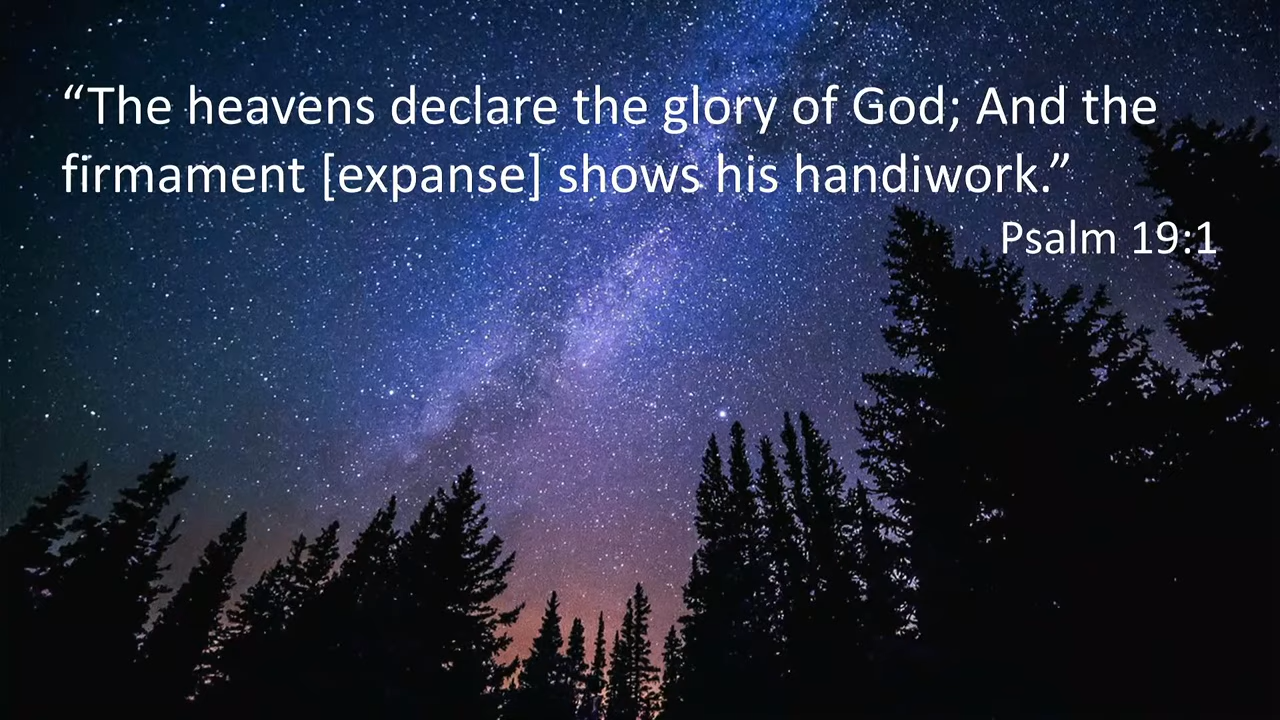 “The heavens declare the glory of God; And the
firmament [expanse] shows his handiwork.”
Psalm 19:1